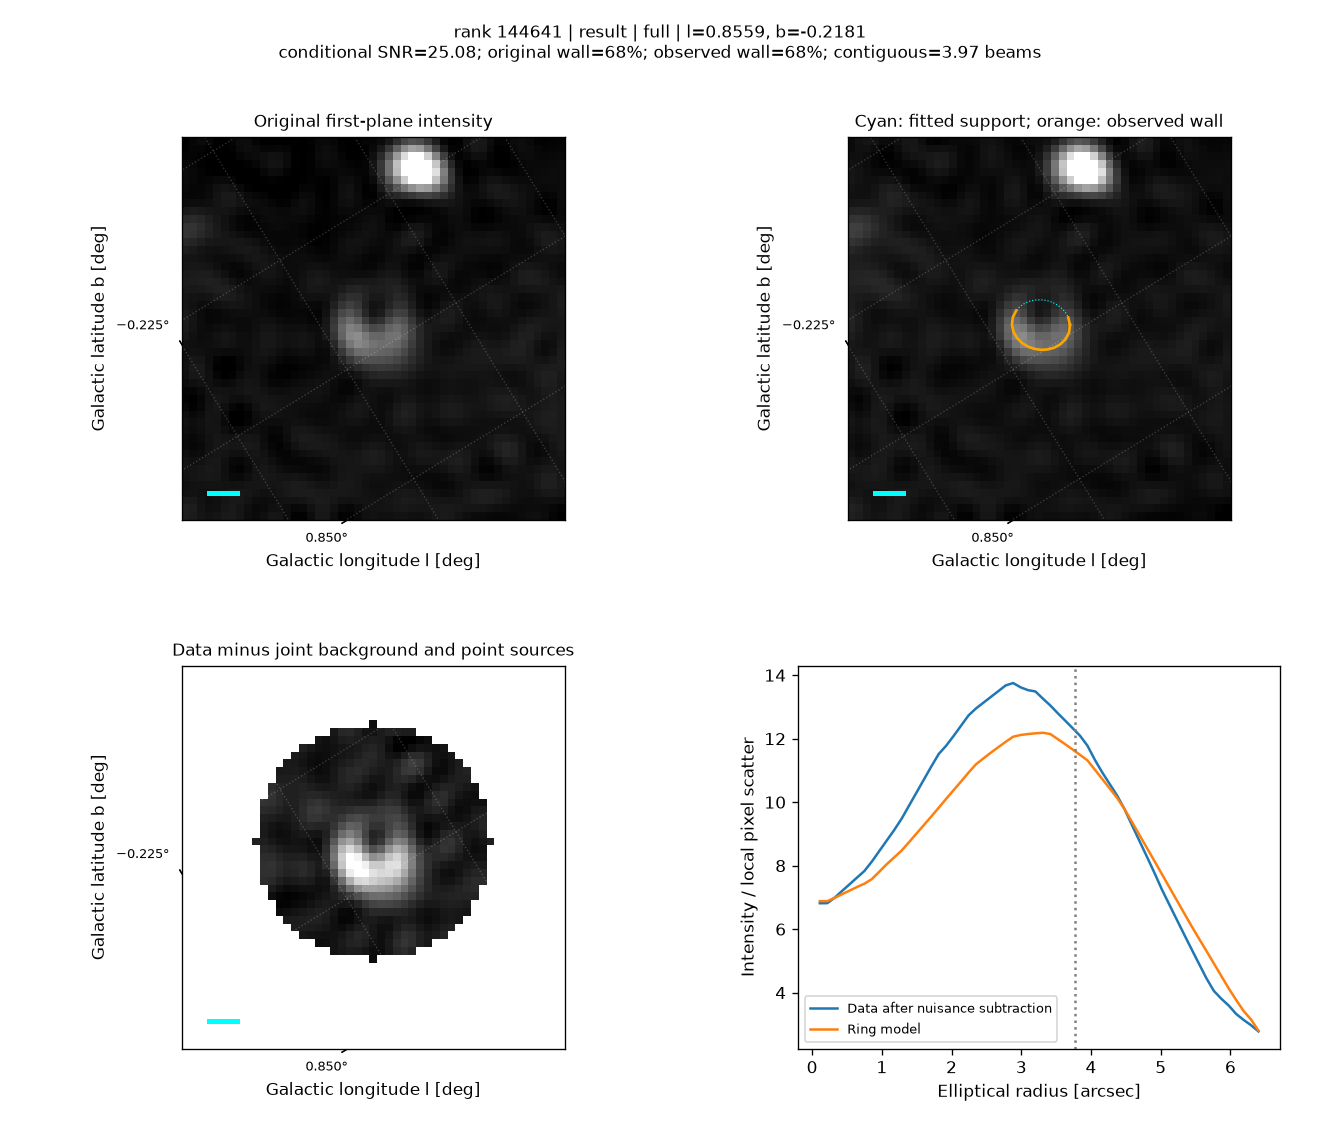 rank 144641 | result | full | l=0.8559, b=-0.2181
conditional SNR=25.08; original wall=68%; observed wall=68%; contiguous=3.97 beams
Original first-plane intensity
Galactic latitude b [deg]
−0.225°
0.850°
Galactic longitude l [deg]
Cyan: fitted support; orange: observed wall
Galactic latitude b [deg]
−0.225°
0.850°
Galactic longitude l [deg]
Data minus joint background and point sources
Galactic latitude b [deg]
−0.225°
0.850°
Galactic longitude l [deg]
Intensity / local pixel scatter
14
12
10
8
6
4
Data after nuisance subtraction
Ring model
0 1 2 3 4 5 6
Elliptical radius [arcsec]